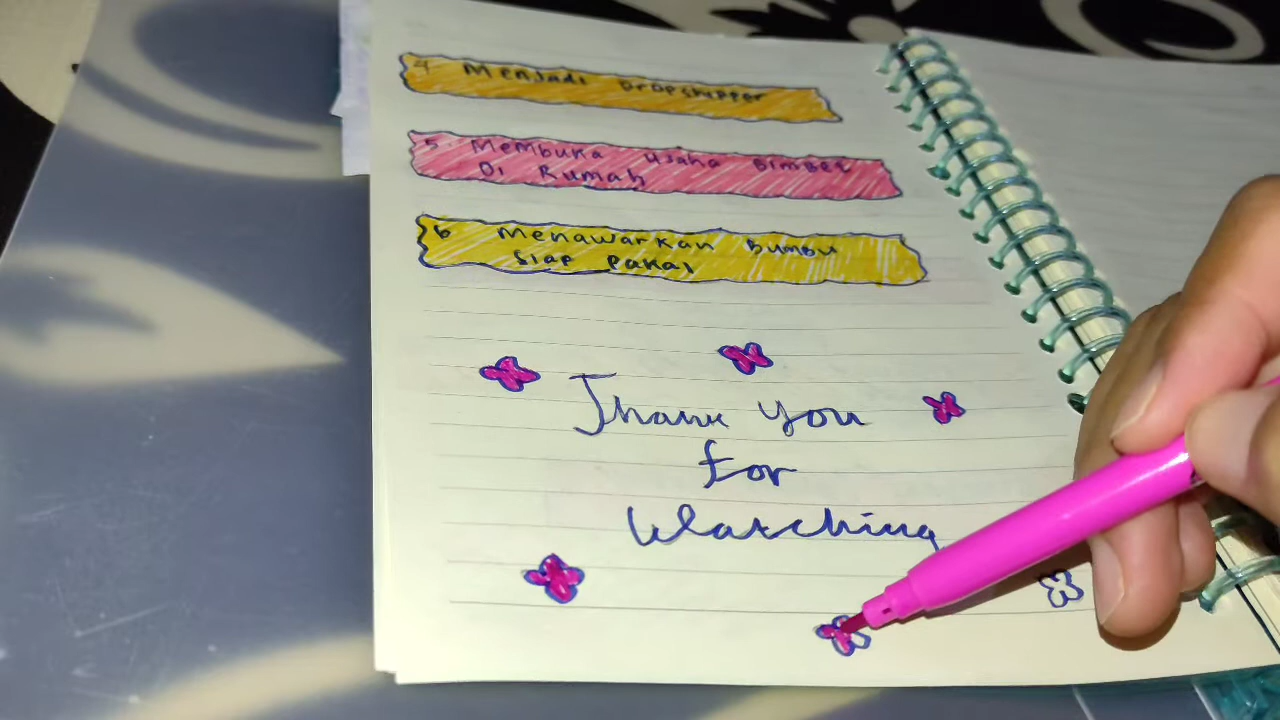 4 Menjadi Dropshipper
5 Membuka usaha Bimbel
Di Rumah
6 Menawarkan Bumbu
Siap Pakai
Thank you
for
Watching